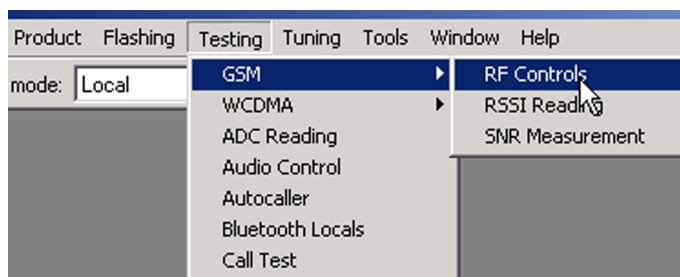 Product Flashing Testing Tuning Tools Window Help
mode: Local
GSM
RF Controls
WCDMA
RSSI Reading
ADC Reading
SNR Measurement
Audio Control
Autocaller
Bluetooth Locals
Call Test